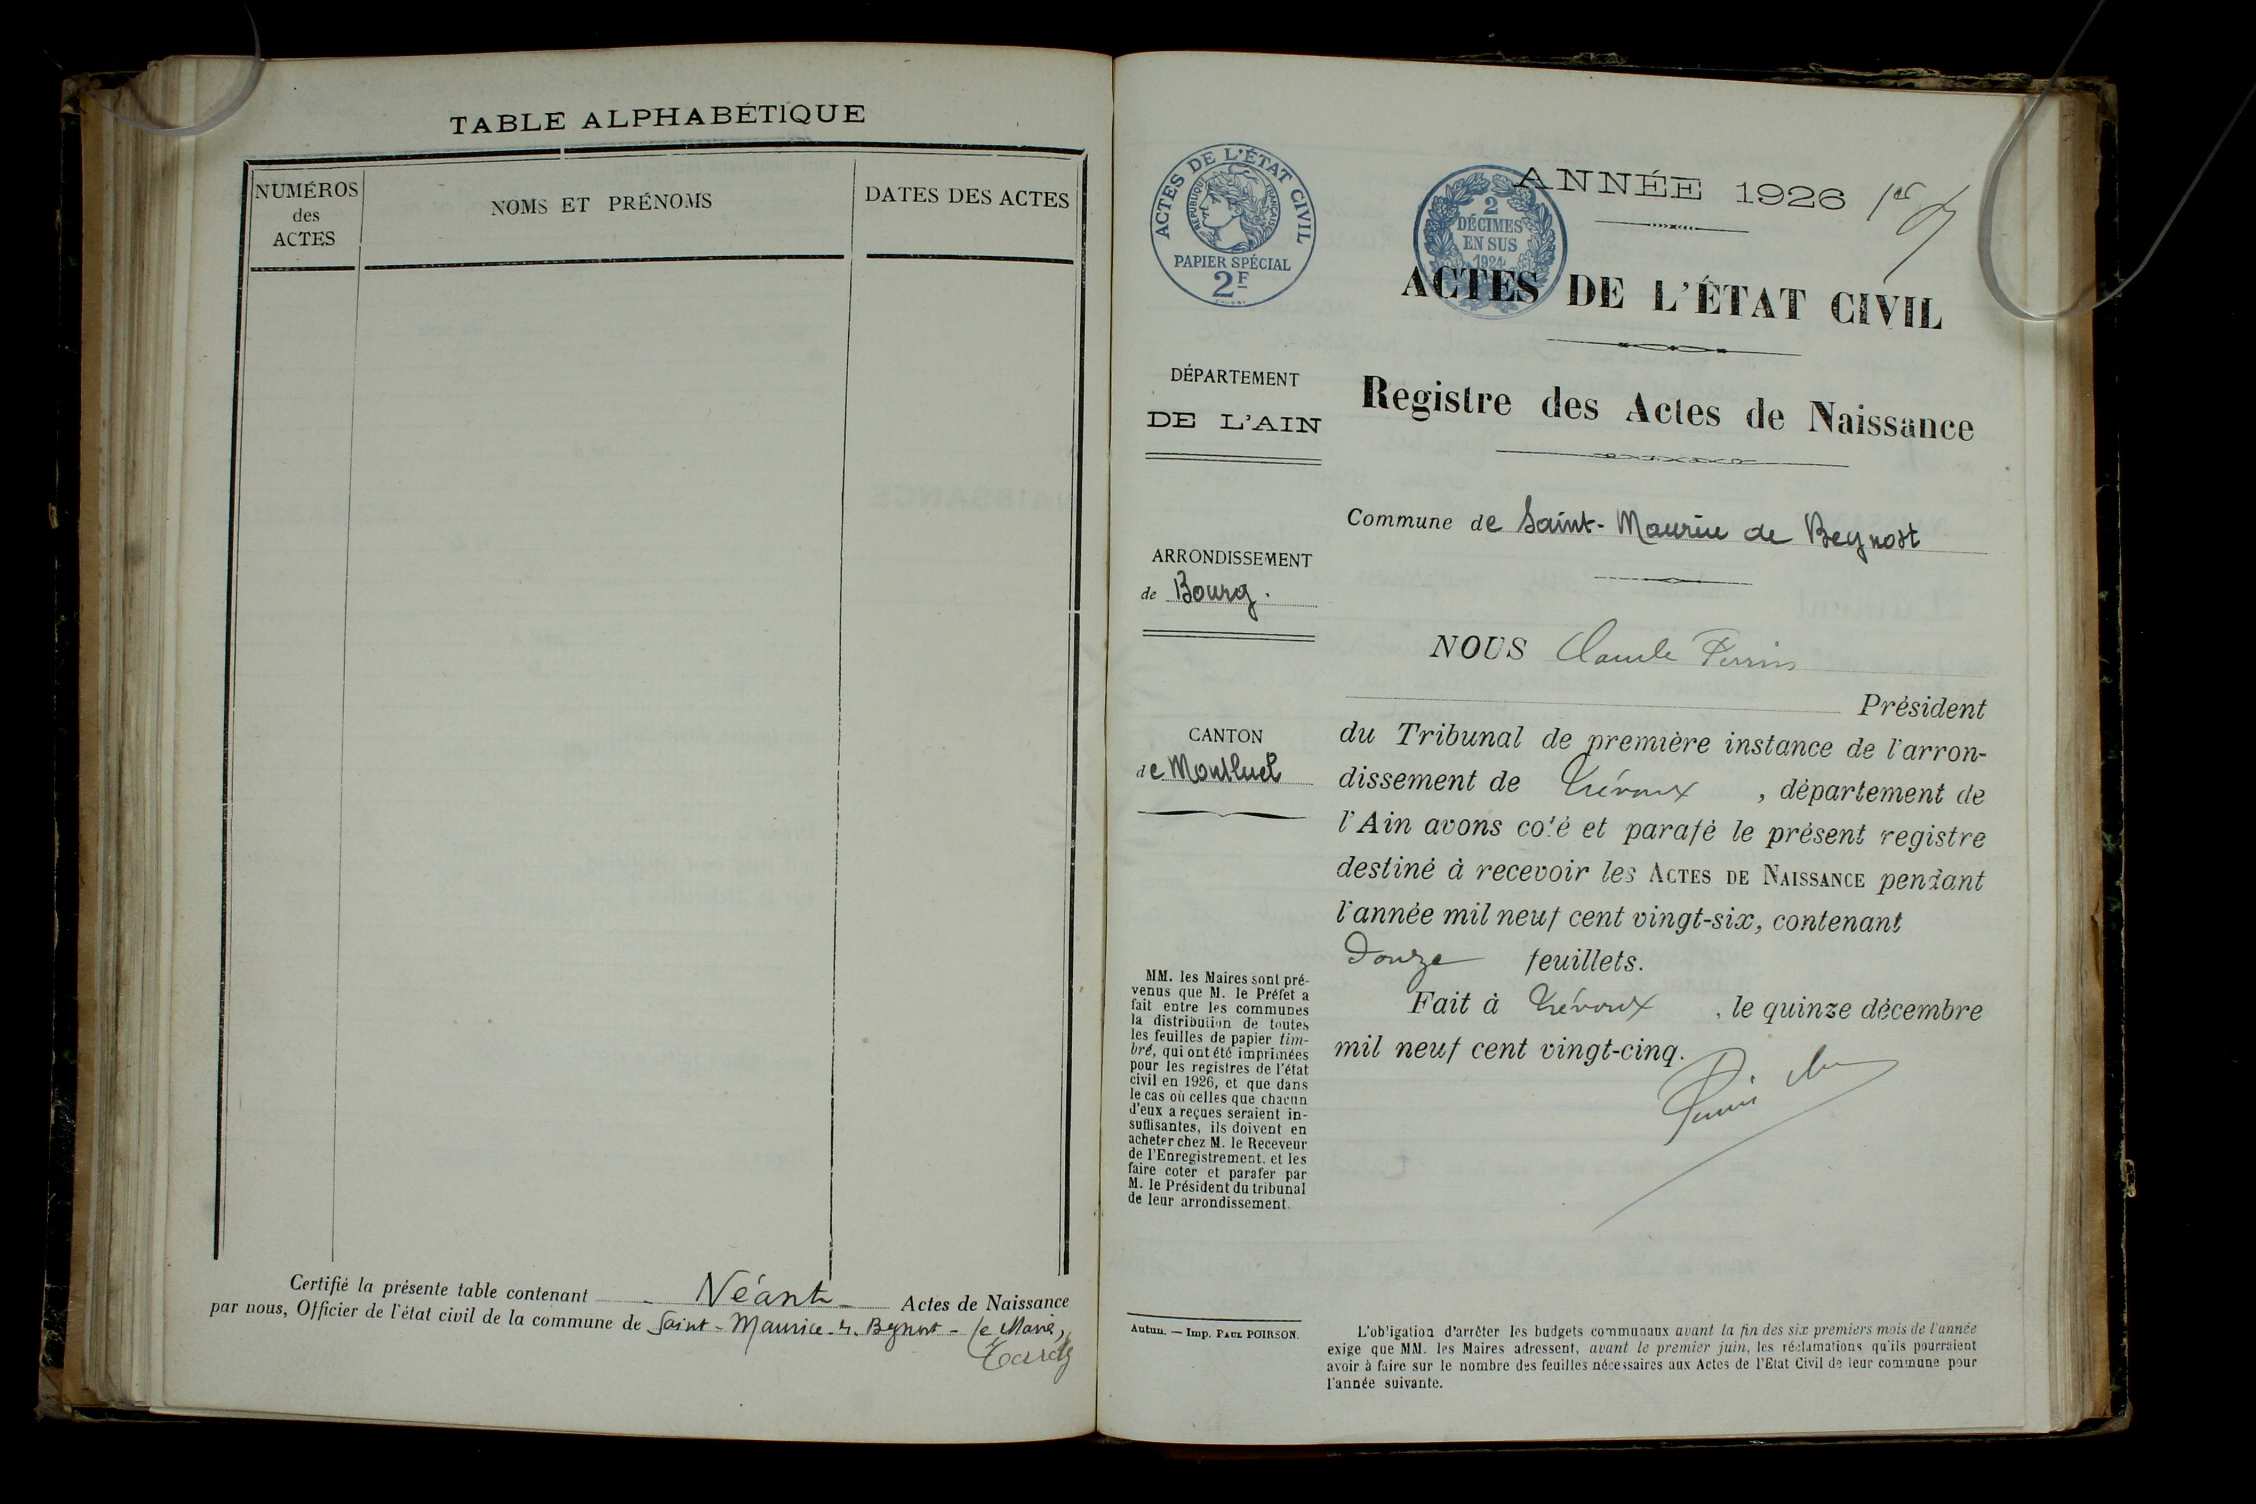 TABLE ALPHABÉTIQUE
NUMÉROS
des
ACTES
NOMS ET PRÉNOMS
DATES DES ACTES
Certifié la présente table contenant Néant Actes de Naissance
par nous, Officier de l'état civil de la commune de Saint-Maurice-de Beynost - le Maire,
Tardy
ACTES DE L'ÉTAT CIVIL
RÉPUBLIQUE FRANÇAISE
PAPIER SPÉCIAL
2F
2
DÉCIMES
EN SUS
1924
ANNÉE 1926 1er
ACTES DE L'ÉTAT CIVIL
Registre des Actes de Naissance
Commune de Saint-Maurice de Beynost
DÉPARTEMENT
DE L'AIN
ARRONDISSEMENT
de Bourg.
CANTON
de Montluel
NOUS Claude Perrin
Président
du Tribunal de première instance de l'arron-
dissement de Trévoux, département de
l'Ain avons coté et parafé le présent registre
destiné à recevoir les ACTES DE NAISSANCE pendant
l'année mil neuf cent vingt-six, contenant
Douze feuillets.
Fait à Trévoux, le quinze décembre
mil neuf cent vingt-cinq.
MM. les Maires sont pré-
venus que M. le Préfet a
fait entre les communes
la distribution de toutes
les feuilles de papier tim-
bré, qui ont été imprimées
pour les registres de l'état
civil en 1926, et que dans
le cas où celles que chacun
d'eux a reçues seraient in-
suffisantes, ils doivent en
acheter chez M. le Receveur
de l'Enregistrement. et les
faire coter et parafer par
M. le Président du tribunal
de leur arrondissement.
Autun. — Imp. PAUL POIRSON.
L'obligation d'arrêter les budgets communaux avant la fin des six premiers mois de l'année
exige que MM. les Maires adressent, avant le premier juin, les réclamations qu'ils pourraient
avoir à faire sur le nombre des feuilles nécessaires aux Actes de l'Etat Civil de leur commune pour
l'année suivante.